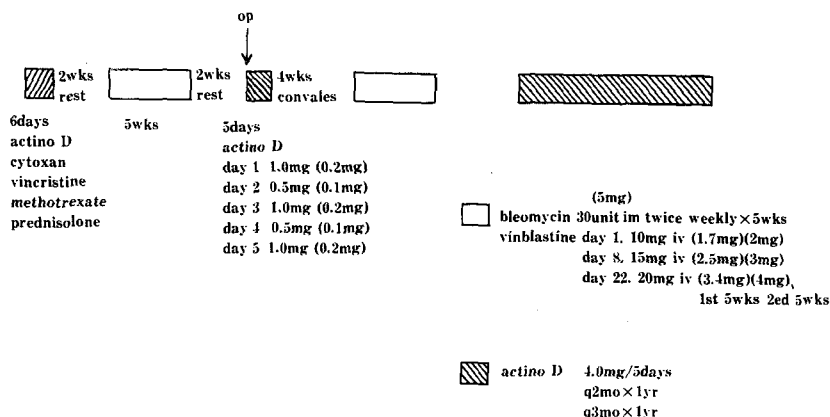 op
2wks
rest
2wks
rest
4wks
convales
6days
actino D
cytoxan
vincristine
methotrexate
prednisolone
5wks
5days
actino D
day 1 1.0mg (0.2mg)
day 2 0.5mg (0.1mg)
day 3 1.0mg (0.2mg)
day 4 0.5mg (0.1mg)
day 5 1.0mg (0.2mg)
(5mg)
bleomycin 30unit im twice weekly×5wks
vinblastine day 1. 10mg iv (1.7mg)(2mg)
day 8. 15mg iv (2.5mg)(3mg)
day 22. 20mg iv (3.4mg)(4mg),
1st 5wks 2ed 5wks
actino D 4.0mg/5days
q2mo×1yr
q3mo×1yr